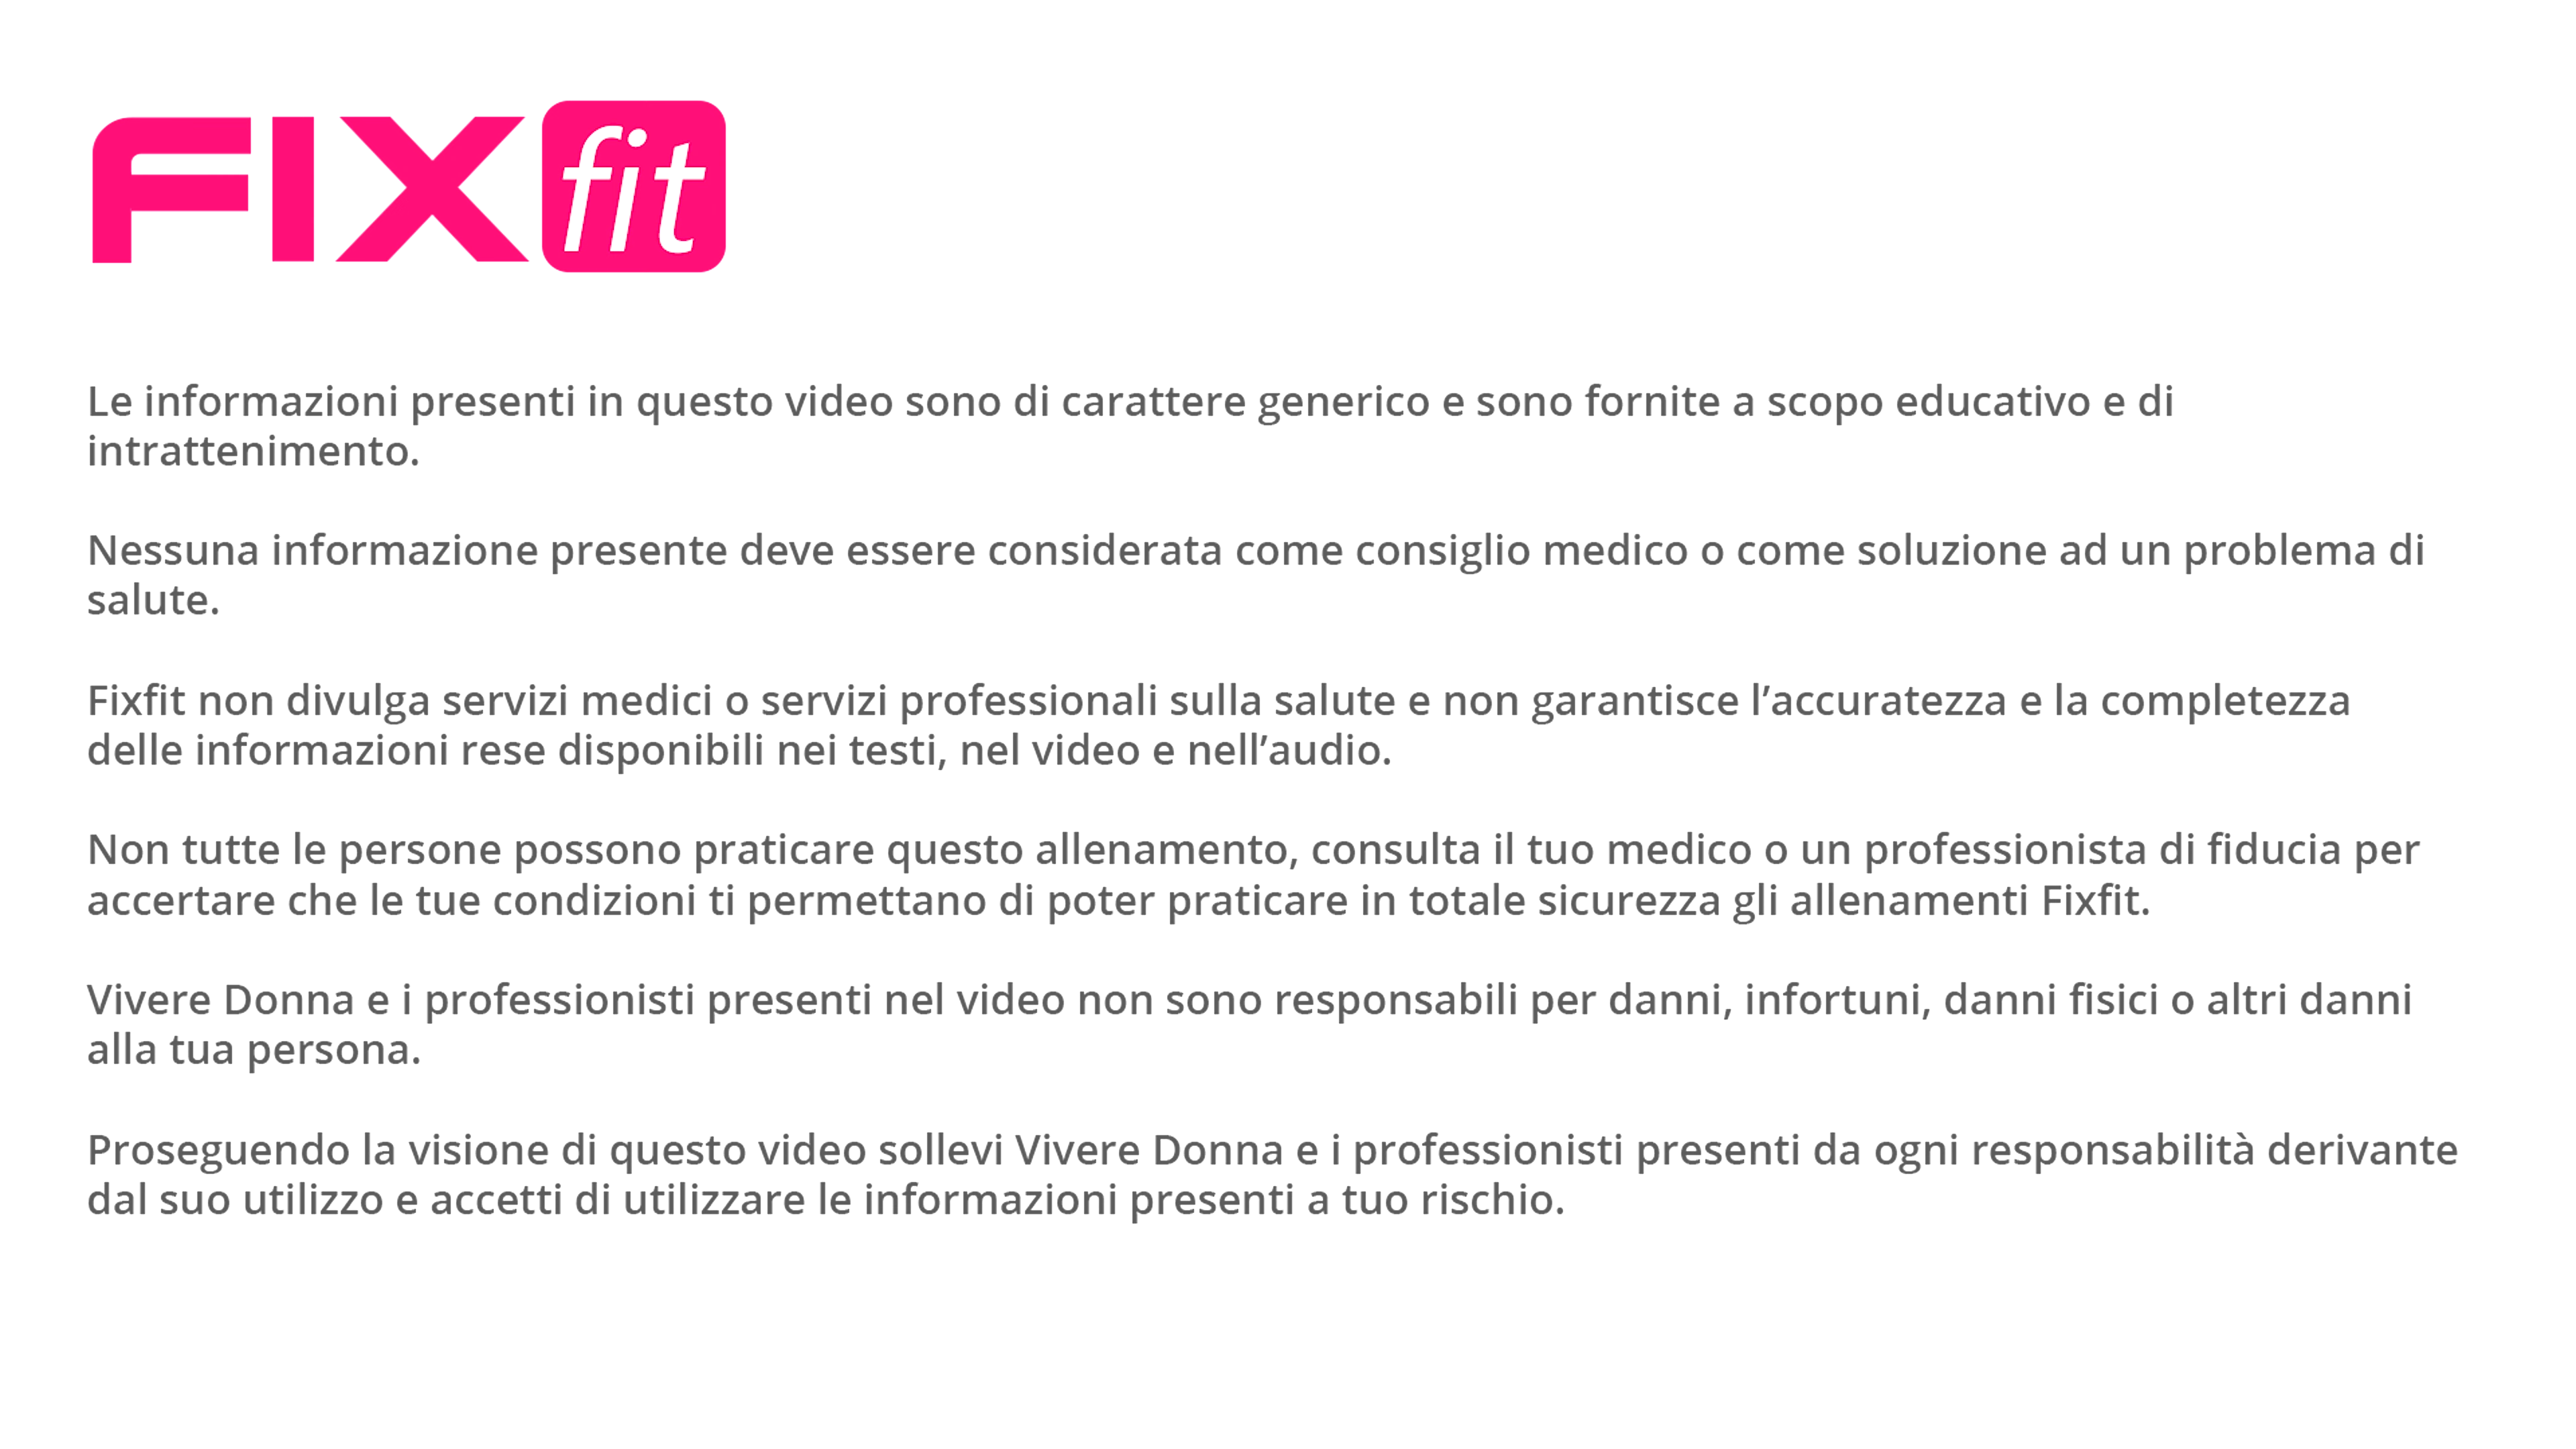 FIX fit
Le informazioni presenti in questo video sono di carattere generico e sono fornite a scopo educativo e di
intrattenimento.
Nessuna informazione presente deve essere considerata come consiglio medico o come soluzione ad un problema di
salute.
Fixfit non divulga servizi medici o servizi professionali sulla salute e non garantisce l’accuratezza e la completezza
delle informazioni rese disponibili nei testi, nel video e nell’audio.
Non tutte le persone possono praticare questo allenamento, consulta il tuo medico o un professionista di fiducia per
accertare che le tue condizioni ti permettano di poter praticare in totale sicurezza gli allenamenti Fixfit.
Vivere Donna e i professionisti presenti nel video non sono responsabili per danni, infortuni, danni fisici o altri danni
alla tua persona.
Proseguendo la visione di questo video sollevi Vivere Donna e i professionisti presenti da ogni responsabilità derivante
dal suo utilizzo e accetti di utilizzare le informazioni presenti a tuo rischio.